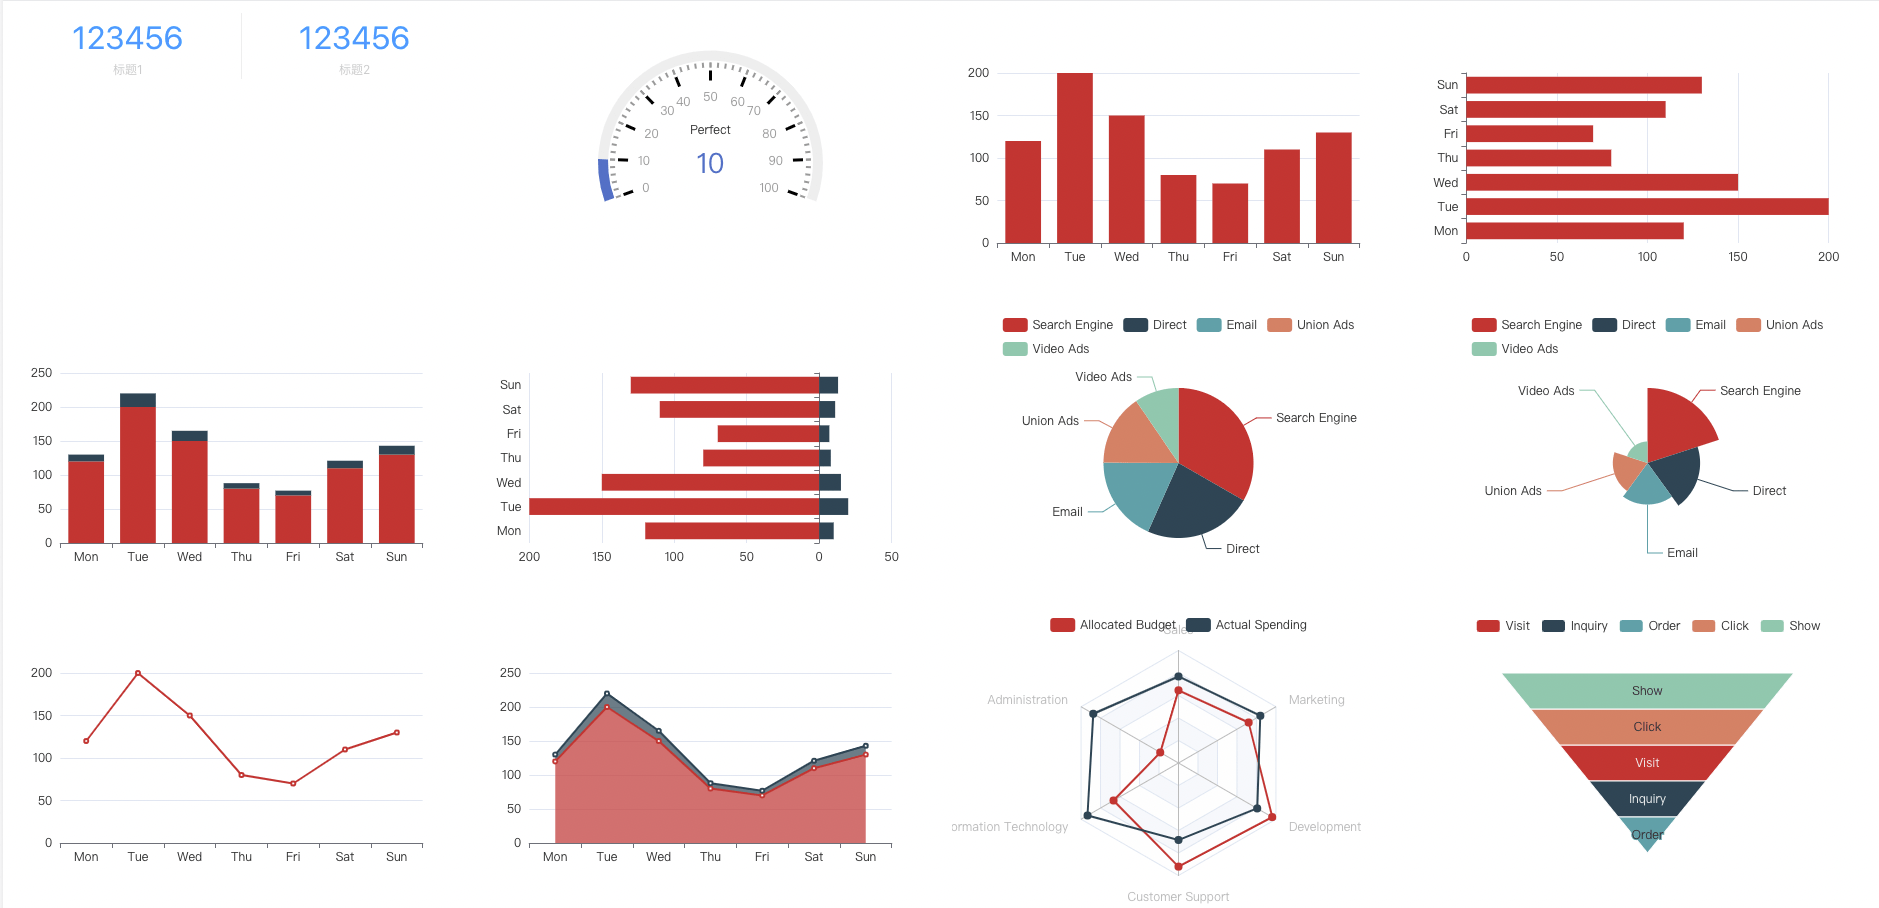 123456
标题1
123456
标题2
0
10
20
30
40
50
60
70
80
90
100
Perfect
10
200
150
100
50
0
Mon Tue Wed Thu Fri Sat Sun
Sun
Sat
Fri
Thu
Wed
Tue
Mon
0 50 100 150 200
250
200
150
100
50
0
Mon Tue Wed Thu Fri Sat Sun
Sun
Sat
Fri
Thu
Wed
Tue
Mon
200 150 100 50 0 50
Search Engine Direct Email Union Ads
Video Ads
Video Ads
Search Engine
Union Ads
Email
Direct
Search Engine Direct Email Union Ads
Video Ads
Video Ads
Search Engine
Union Ads
Direct
Email
200
150
100
50
0
Mon Tue Wed Thu Fri Sat Sun
250
200
150
100
50
0
Mon Tue Wed Thu Fri Sat Sun
Allocated Budget Actual Spending
Sales
Administration
Marketing
ormation Technology
Development
Customer Support
Visit Inquiry Order Click Show
Show
Click
Visit
Inquiry
Order